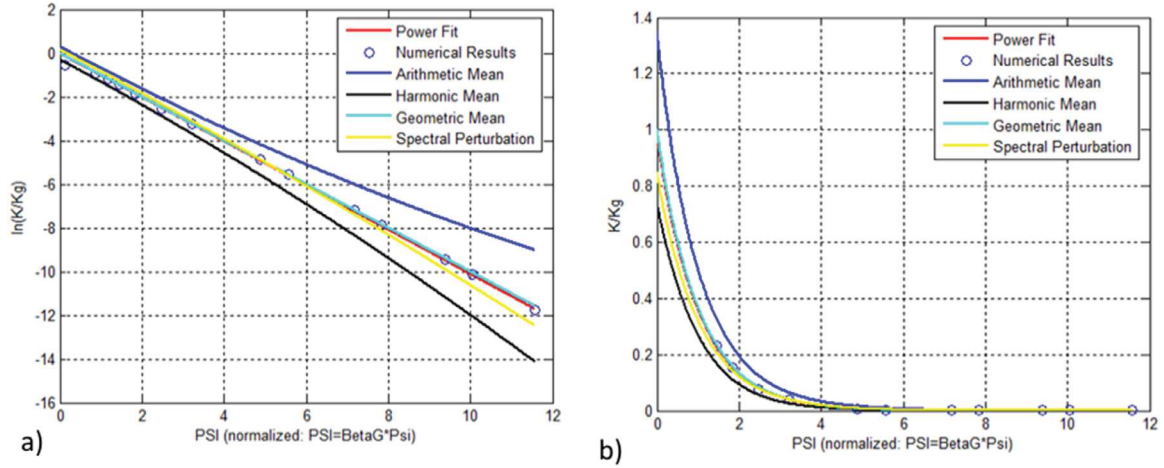 2
0
-2
-4
-6
-8
-10
-12
-14
-16
ln(K/Kg)
Power Fit
Numerical Results
Arithmetic Mean
Harmonic Mean
Geometric Mean
Spectral Perturbation
0 2 4 6 8 10 12
PSI (normalized: PSI=BetaG*Psi)
a)
1.4
1.2
1
0.8
0.6
0.4
0.2
0
K/Kg
Power Fit
Numerical Results
Arithmetic Mean
Harmonic Mean
Geometric Mean
Spectral Perturbation
0 2 4 6 8 10 12
PSI (normalized: PSI=BetaG*Psi)
b)